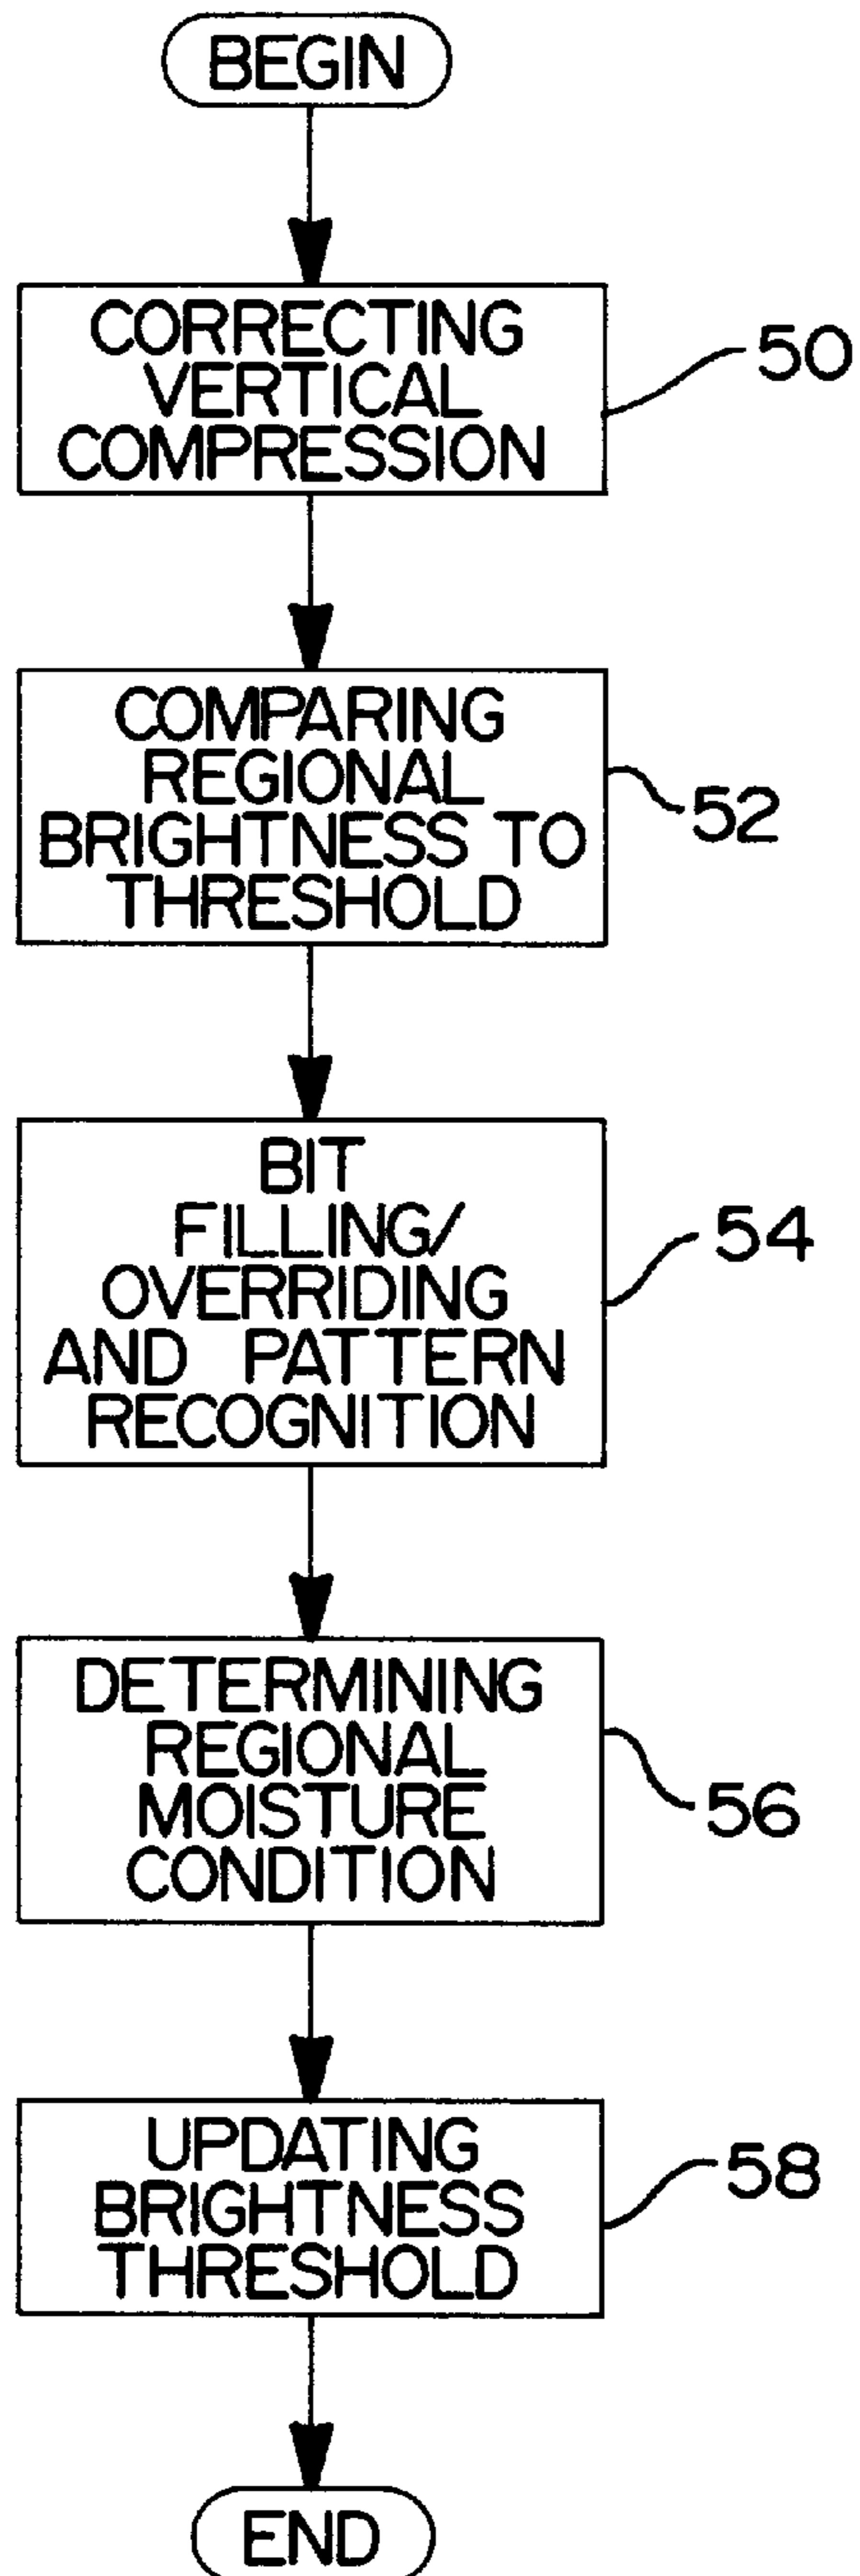 BEGIN
CORRECTING
VERTICAL
COMPRESSION
50
COMPARING
REGIONAL
BRIGHTNESS TO
THRESHOLD
52
BIT
FILLING/
OVERRIDING
AND PATTERN
RECOGNITION
54
DETERMINING
REGIONAL
MOISTURE
CONDITION
56
UPDATING
BRIGHTNESS
THRESHOLD
58
END